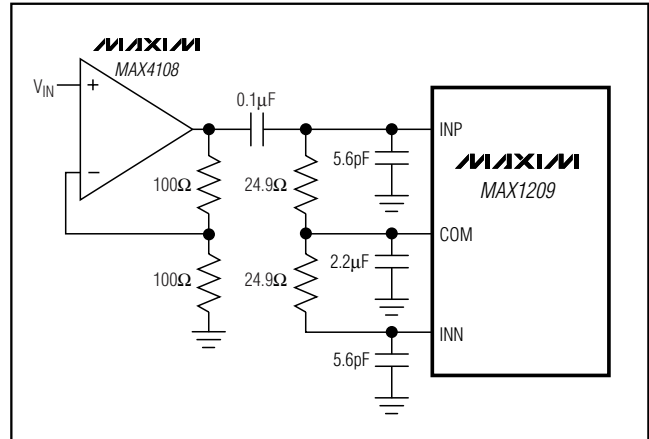 MAXIM
MAX4108
VIN
+
−
0.1µF
100Ω
24.9Ω
5.6pF
INP
MAXIM
MAX1209
COM
2.2µF
100Ω
24.9Ω
INN
5.6pF